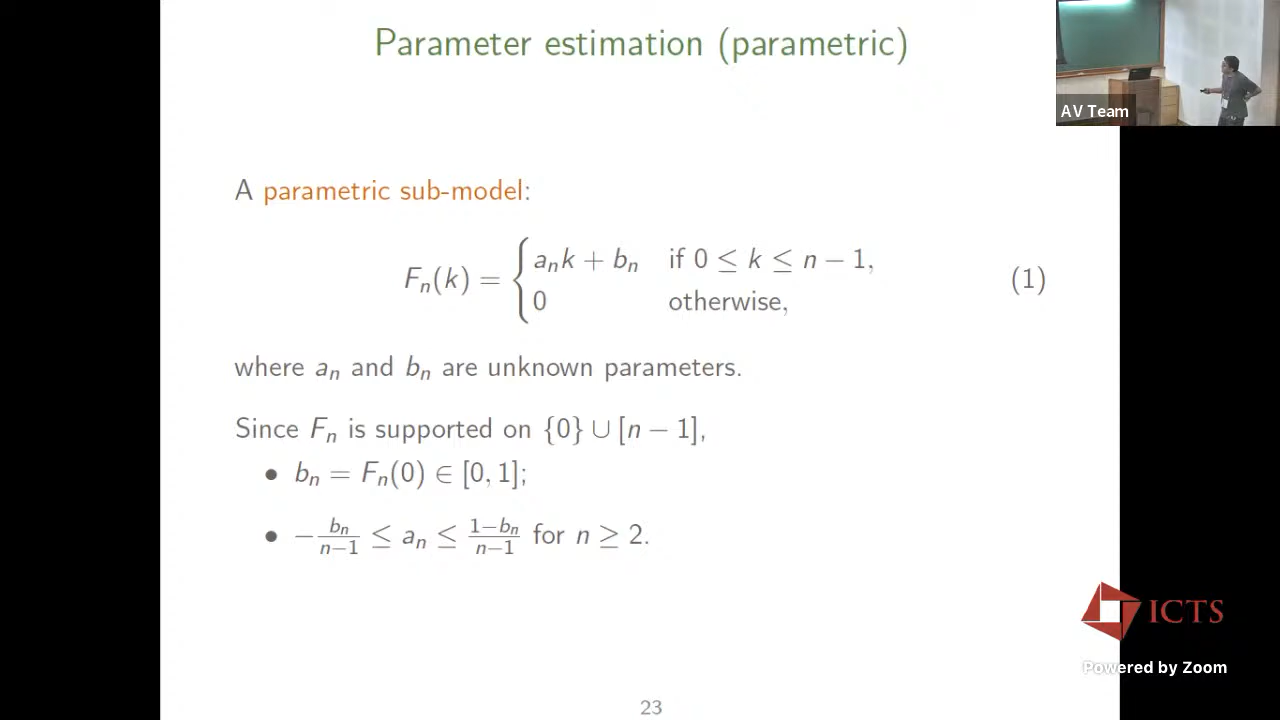 Parameter estimation (parametric)
AV Team
A parametric sub-model:
F_n(k) = { a_n k + b_n if 0 ≤ k ≤ n − 1,
0 otherwise,
(1)
where a_n and b_n are unknown parameters.
Since F_n is supported on {0} ∪ [n − 1],
• b_n = F_n(0) ∈ [0, 1];
• −\frac{b_n}{n−1} ≤ a_n ≤ \frac{1−b_n}{n−1} for n ≥ 2.
ICTS
Powered by Zoom
23